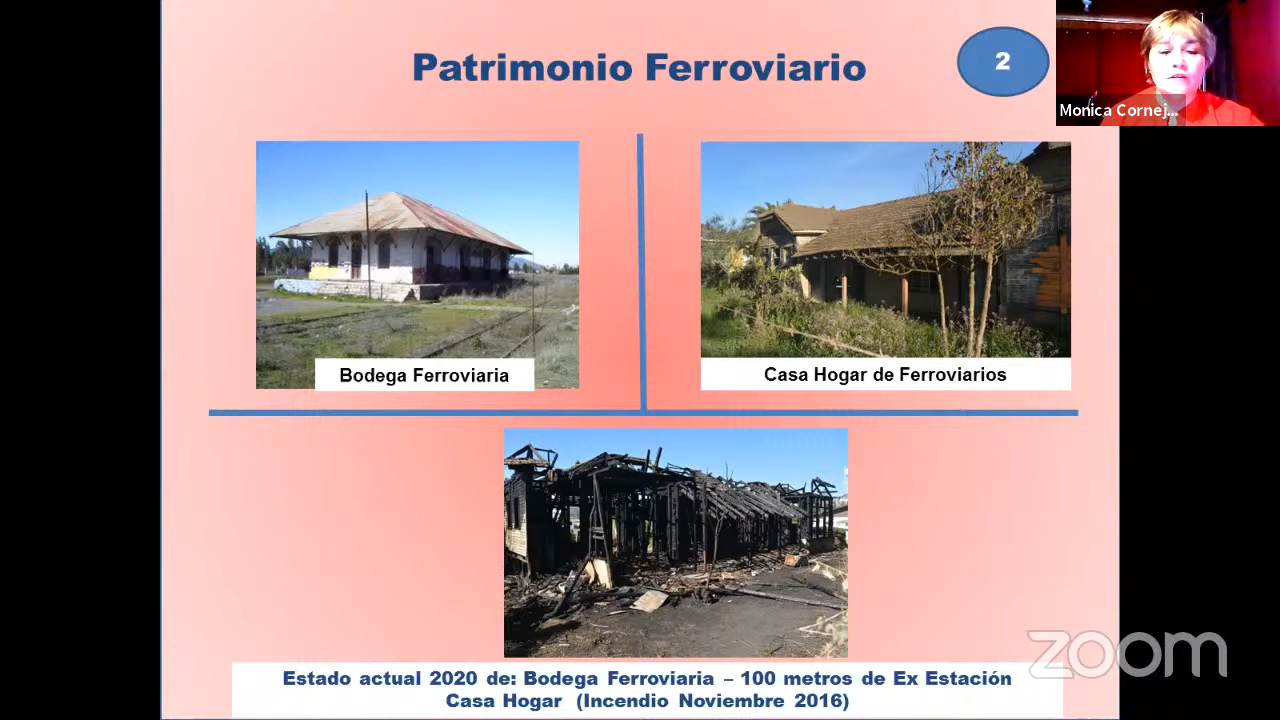 Patrimonio Ferroviario
2
Monica Cornej...
Bodega Ferroviaria
Casa Hogar de Ferroviarios
Estado actual 2020 de: Bodega Ferroviaria – 100 metros de Ex Estación
Casa Hogar (Incendio Noviembre 2016)
zoom